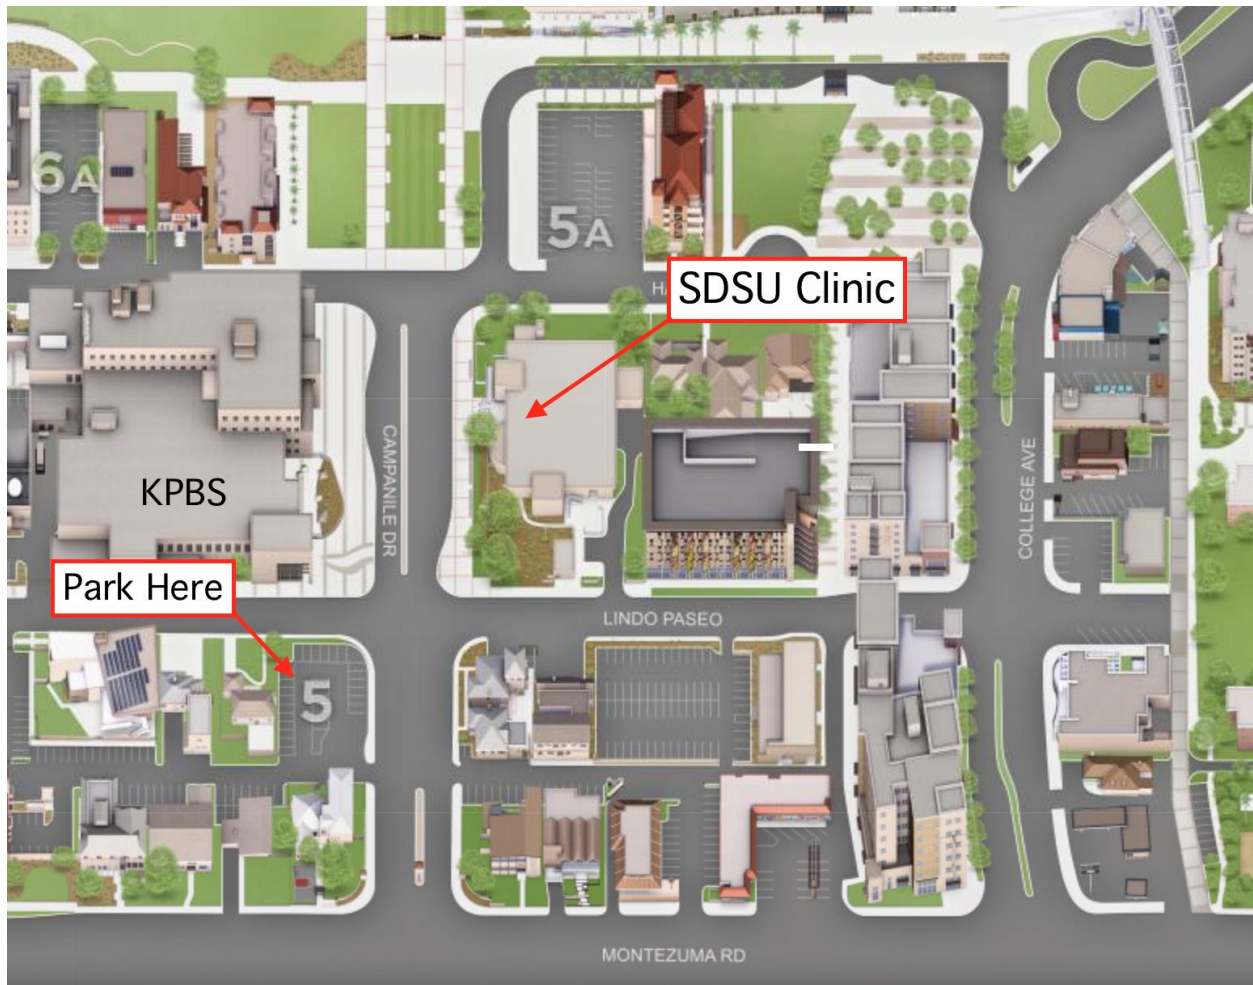 6A
5A
SDSU Clinic
KPBS
CAMPANILE DR
COLLEGE AVE
Park Here
LINDO PASEO
5
MONTEZUMA RD